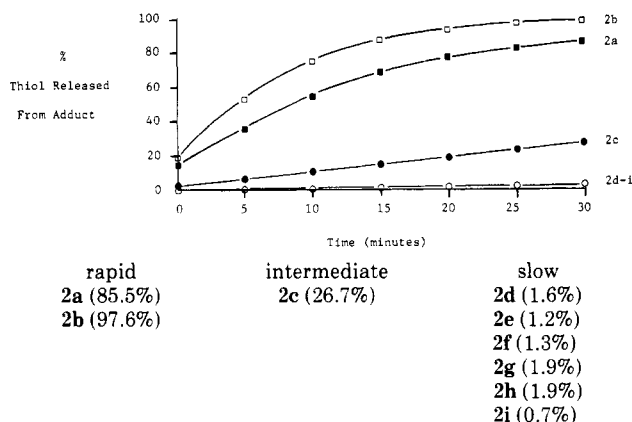 100
80
60
40
20
0
%
Thiol Released
From Adduct
2b
2a
2c
2d-i
0 5 10 15 20 25 30
Time (minutes)
rapid intermediate slow
2a (85.5%) 2c (26.7%) 2d (1.6%)
2b (97.6%) 2e (1.2%)
2f (1.3%)
2g (1.9%)
2h (1.9%)
2i (0.7%)